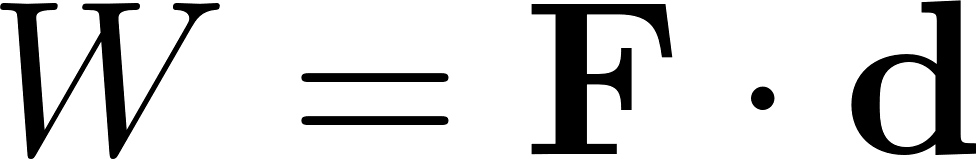 W = F · d